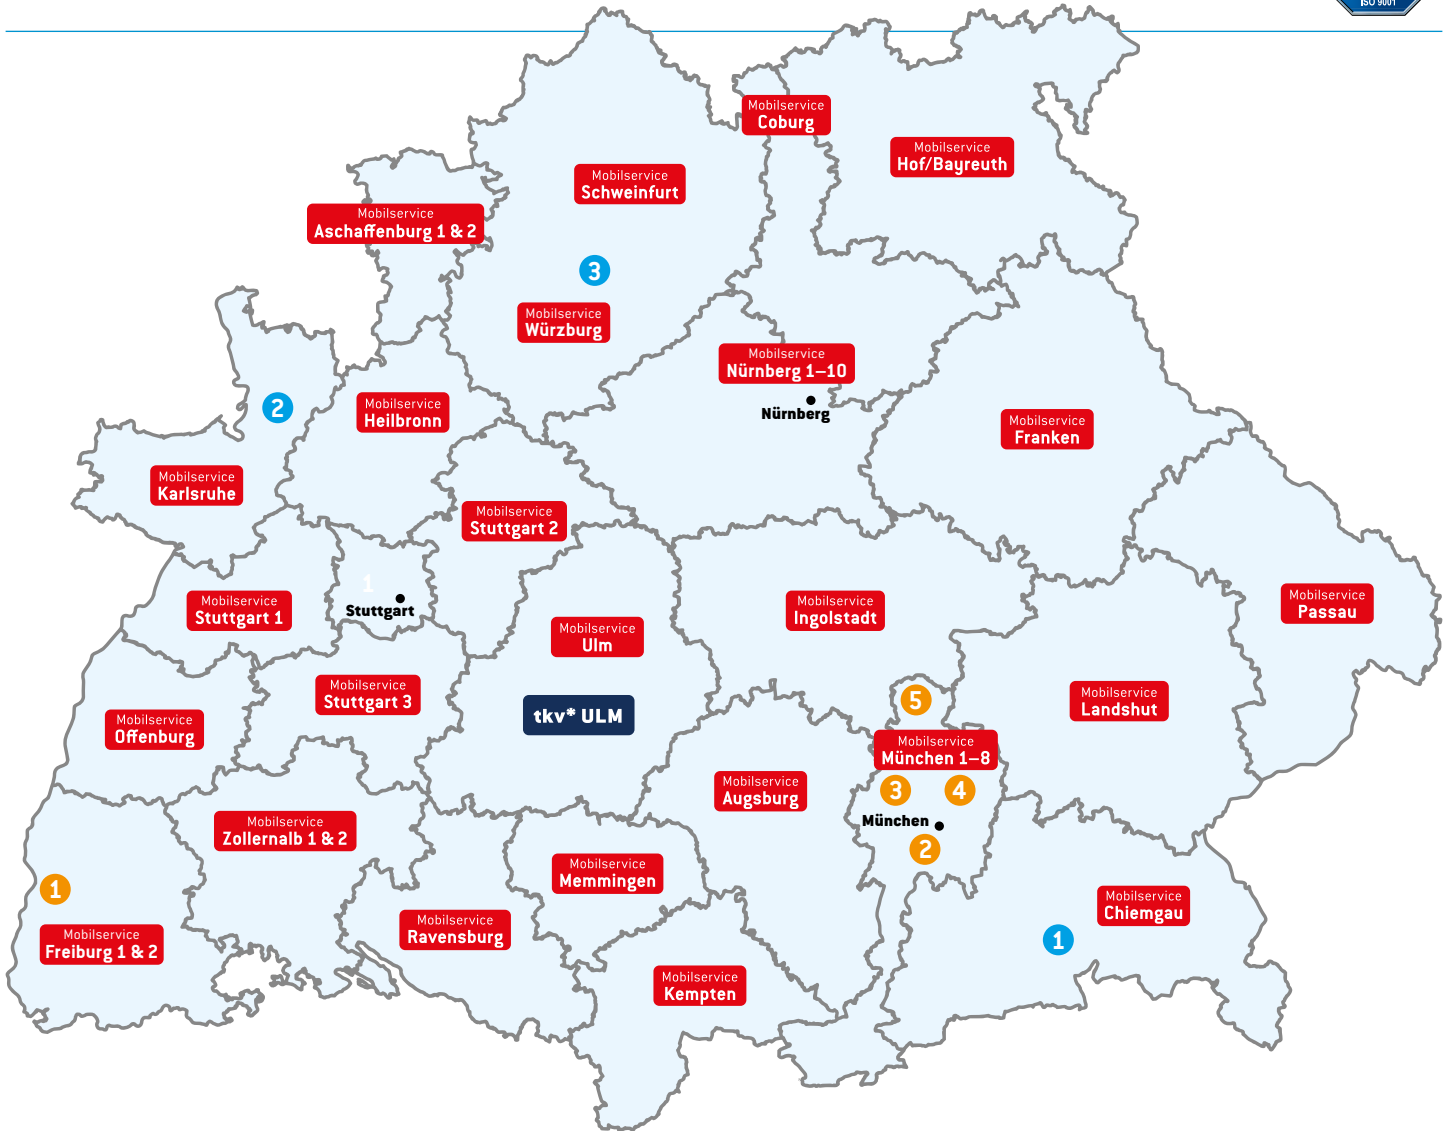 ISO 9001
Mobilservice
Coburg
Mobilservice
Hof/Bayreuth
Mobilservice
Schweinfurt
Mobilservice
Aschaffenburg 1 & 2
3
Mobilservice
Würzburg
Mobilservice
Nürnberg 1–10
Nürnberg
2
Mobilservice
Heilbronn
Mobilservice
Franken
Mobilservice
Karlsruhe
Mobilservice
Stuttgart 2
1
Stuttgart
Mobilservice
Stuttgart 1
Mobilservice
Ingolstadt
Mobilservice
Passau
Mobilservice
Ulm
Mobilservice
Stuttgart 3
tkv* ULM
5
Mobilservice
Landshut
Mobilservice
Offenburg
Mobilservice
München 1–8
Mobilservice
Augsburg
3
4
München
2
Mobilservice
Zollernalb 1 & 2
Mobilservice
Memmingen
1
Mobilservice
Freiburg 1 & 2
Mobilservice
Ravensburg
Mobilservice
Chiemgau
1
Mobilservice
Kempten